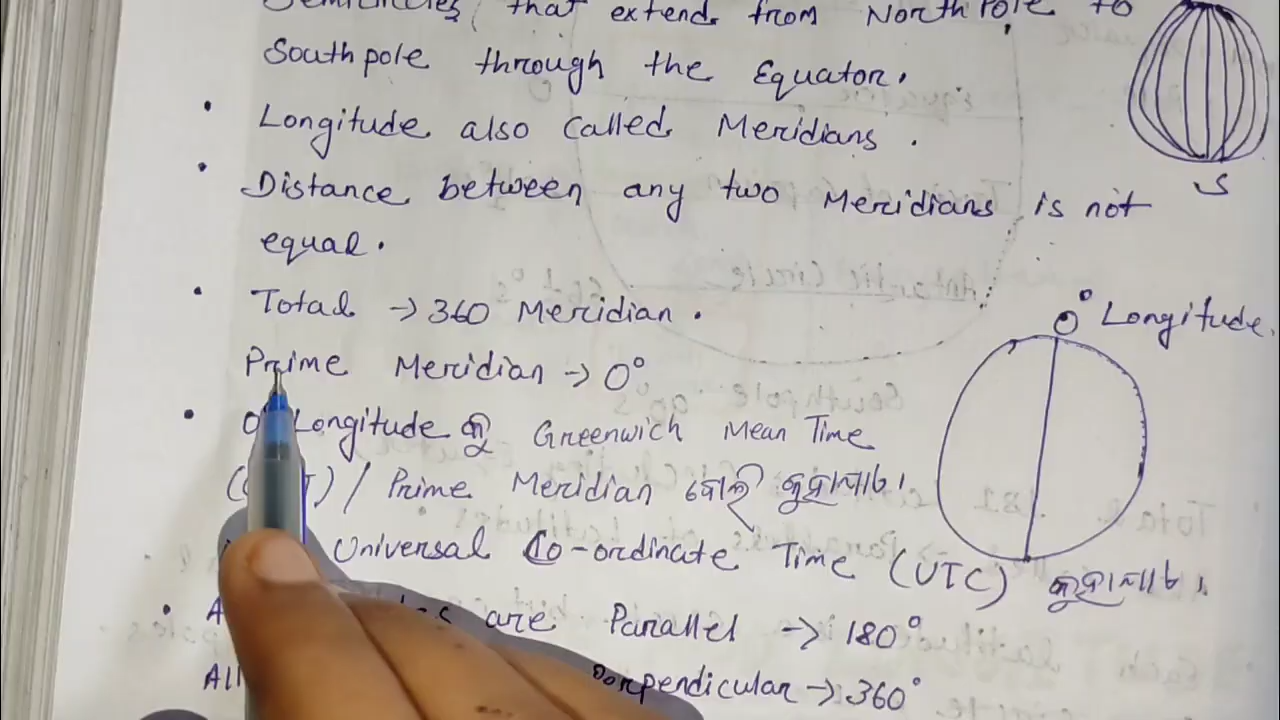 Semicircles, that extend from North Pole to
South pole through the Equator.
S
• Longitude also called Meridians.
• Distance between any two Meridians is not
equal.
• Total → 360 Meridian.
0° Longitude.
Prime Meridian → 0°
• Longitude କୁ Greenwich Mean Time
/ Prime Meridian ବୋଲି କୁହାଯାଏ।
Universal Co-ordinate Time (UTC) କୁହାଯାଏ।
• are Parallel → 180°
All Perpendicular → 360°